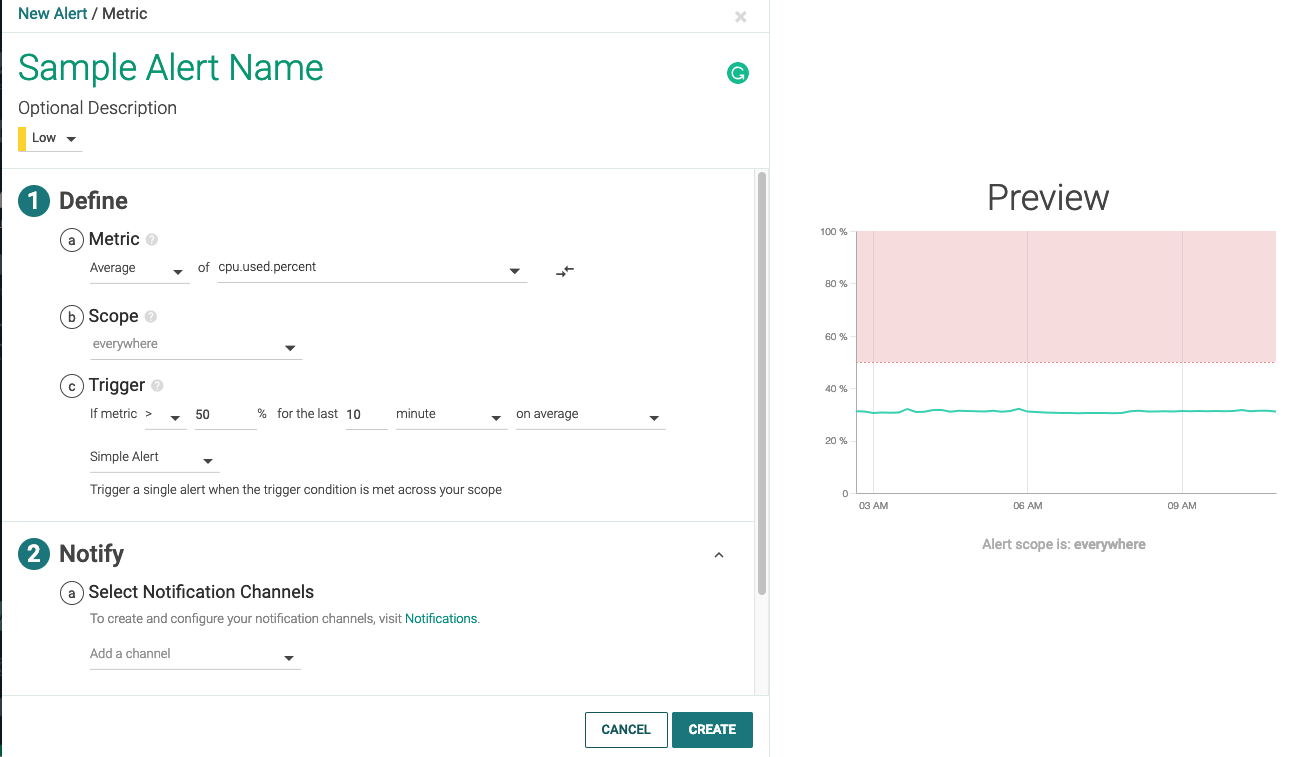 New Alert / Metric
Sample Alert Name
Optional Description
Low
1 Define
a Metric ?
Average of cpu.used.percent
b Scope ?
everywhere
c Trigger ?
If metric > 50 % for the last 10 minute on average
Simple Alert
Trigger a single alert when the trigger condition is met across your scope
2 Notify
a Select Notification Channels
To create and configure your notification channels, visit Notifications.
Add a channel
CANCEL CREATE
Preview
100 %
80 %
60 %
40 %
20 %
0
03 AM 06 AM 09 AM
Alert scope is: everywhere